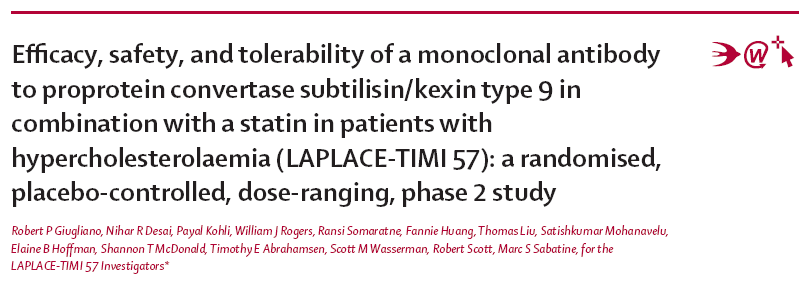 Efficacy, safety, and tolerability of a monoclonal antibody
to proprotein convertase subtilisin/kexin type 9 in
combination with a statin in patients with
hypercholesterolaemia (LAPLACE-TIMI 57): a randomised,
placebo-controlled, dose-ranging, phase 2 study
Robert P Giugliano, Nihar R Desai, Payal Kohli, William J Rogers, Ransi Somaratne, Fannie Huang, Thomas Liu, Satishkumar Mohanavelu,
Elaine B Hoffman, Shannon T McDonald, Timothy E Abrahamsen, Scott M Wasserman, Robert Scott, Marc S Sabatine, for the
LAPLACE-TIMI 57 Investigators*